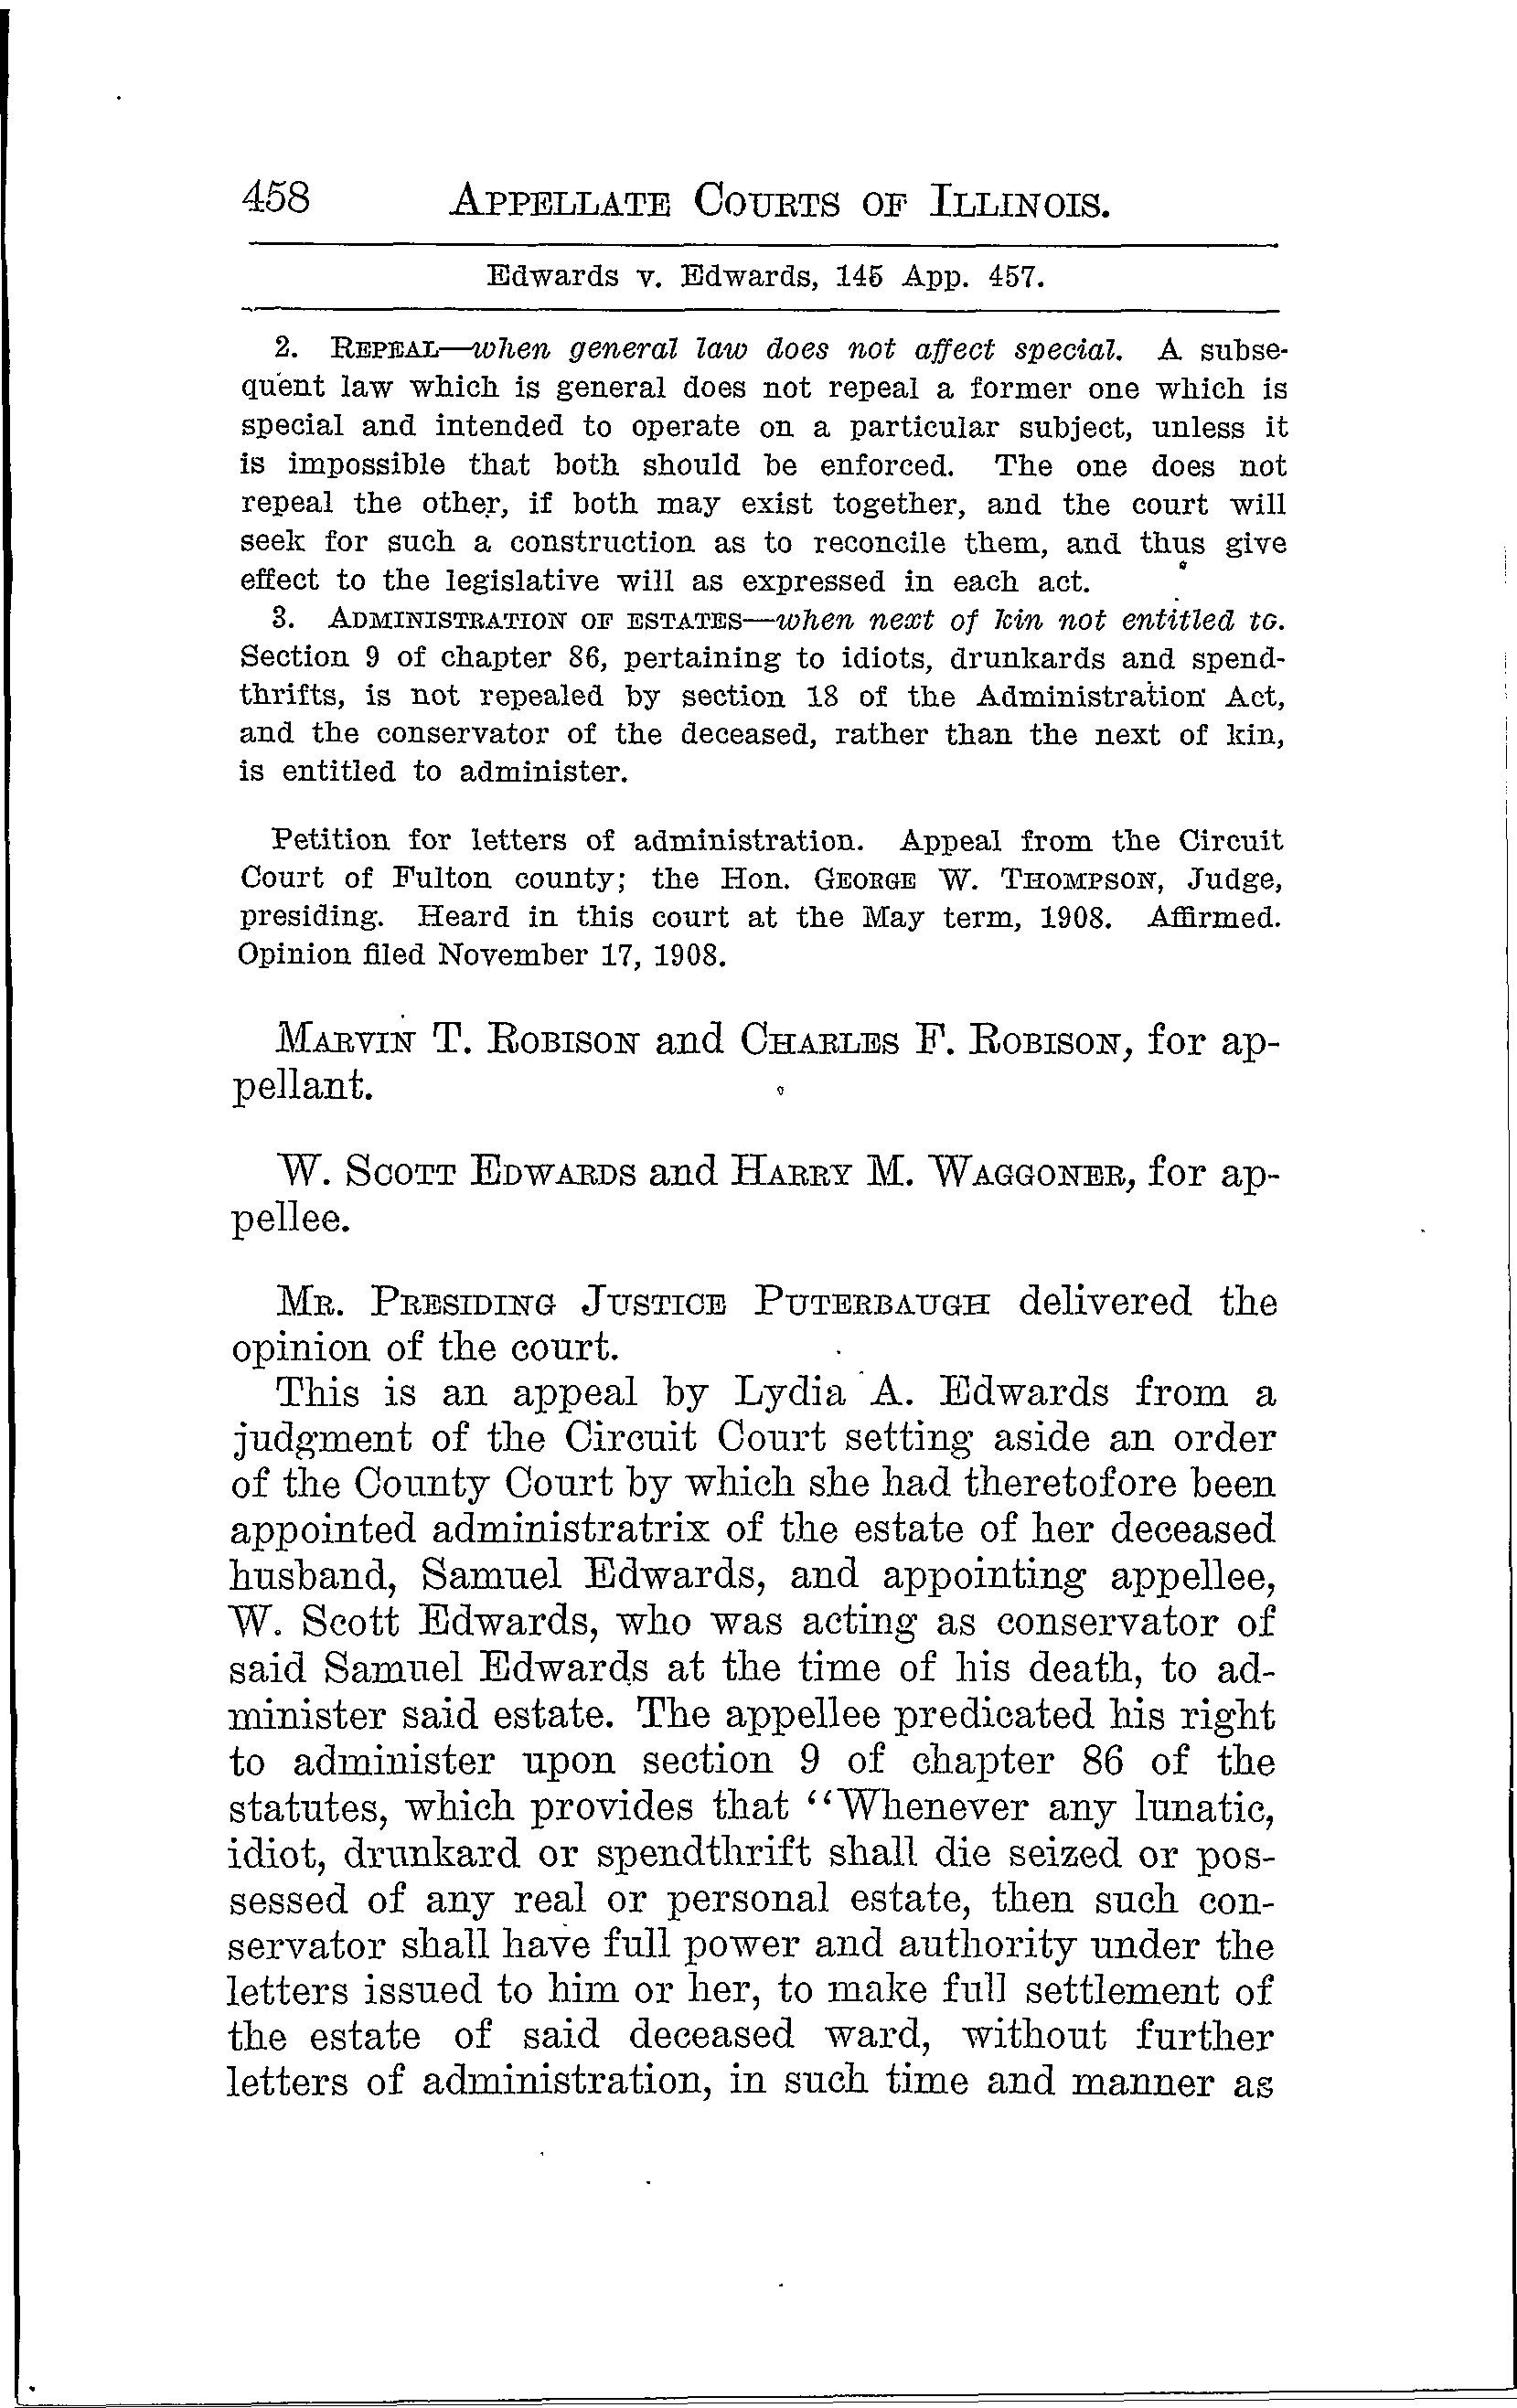 458 APPELLATE COURTS OF ILLINOIS.
Edwards v. Edwards, 145 App. 457.
2. REPEAL—when general law does not affect special. A subse-
quent law which is general does not repeal a former one which is
special and intended to operate on a particular subject, unless it
is impossible that both should be enforced. The one does not
repeal the other, if both may exist together, and the court will
seek for such a construction as to reconcile them, and thus give
effect to the legislative will as expressed in each act.
3. ADMINISTRATION OF ESTATES—when next of kin not entitled to.
Section 9 of chapter 86, pertaining to idiots, drunkards and spend-
thrifts, is not repealed by section 18 of the Administration Act,
and the conservator of the deceased, rather than the next of kin,
is entitled to administer.
Petition for letters of administration. Appeal from the Circuit
Court of Fulton county; the Hon. GEORGE W. THOMPSON, Judge,
presiding. Heard in this court at the May term, 1908. Affirmed.
Opinion filed November 17, 1908.
MARVIN T. ROBISON and CHARLES F. ROBISON, for ap-
pellant.
W. SCOTT EDWARDS and HARRY M. WAGGONER, for ap-
pellee.
MR. PRESIDING JUSTICE PUTERBAUGH delivered the
opinion of the court.
This is an appeal by Lydia A. Edwards from a
judgment of the Circuit Court setting aside an order
of the County Court by which she had theretofore been
appointed administratrix of the estate of her deceased
husband, Samuel Edwards, and appointing appellee,
W. Scott Edwards, who was acting as conservator of
said Samuel Edwards at the time of his death, to ad-
minister said estate. The appellee predicated his right
to administer upon section 9 of chapter 86 of the
statutes, which provides that "Whenever any lunatic,
idiot, drunkard or spendthrift shall die seized or pos-
sessed of any real or personal estate, then such con-
servator shall have full power and authority under the
letters issued to him or her, to make full settlement of
the estate of said deceased ward, without further
letters of administration, in such time and manner as